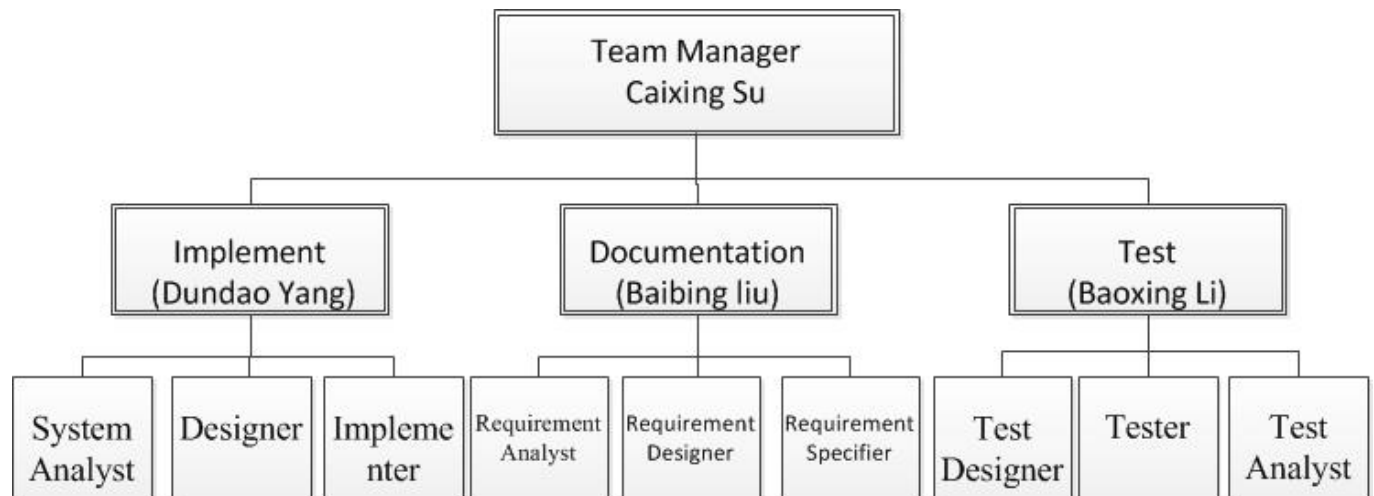 Team Manager
Caixing Su
Implement
(Dundao Yang)
Documentation
(Baibing liu)
Test
(Baoxing Li)
System
Analyst
Designer
Impleme
nter
Requirement
Analyst
Requirement
Designer
Requirement
Specifier
Test
Designer
Tester
Test
Analyst